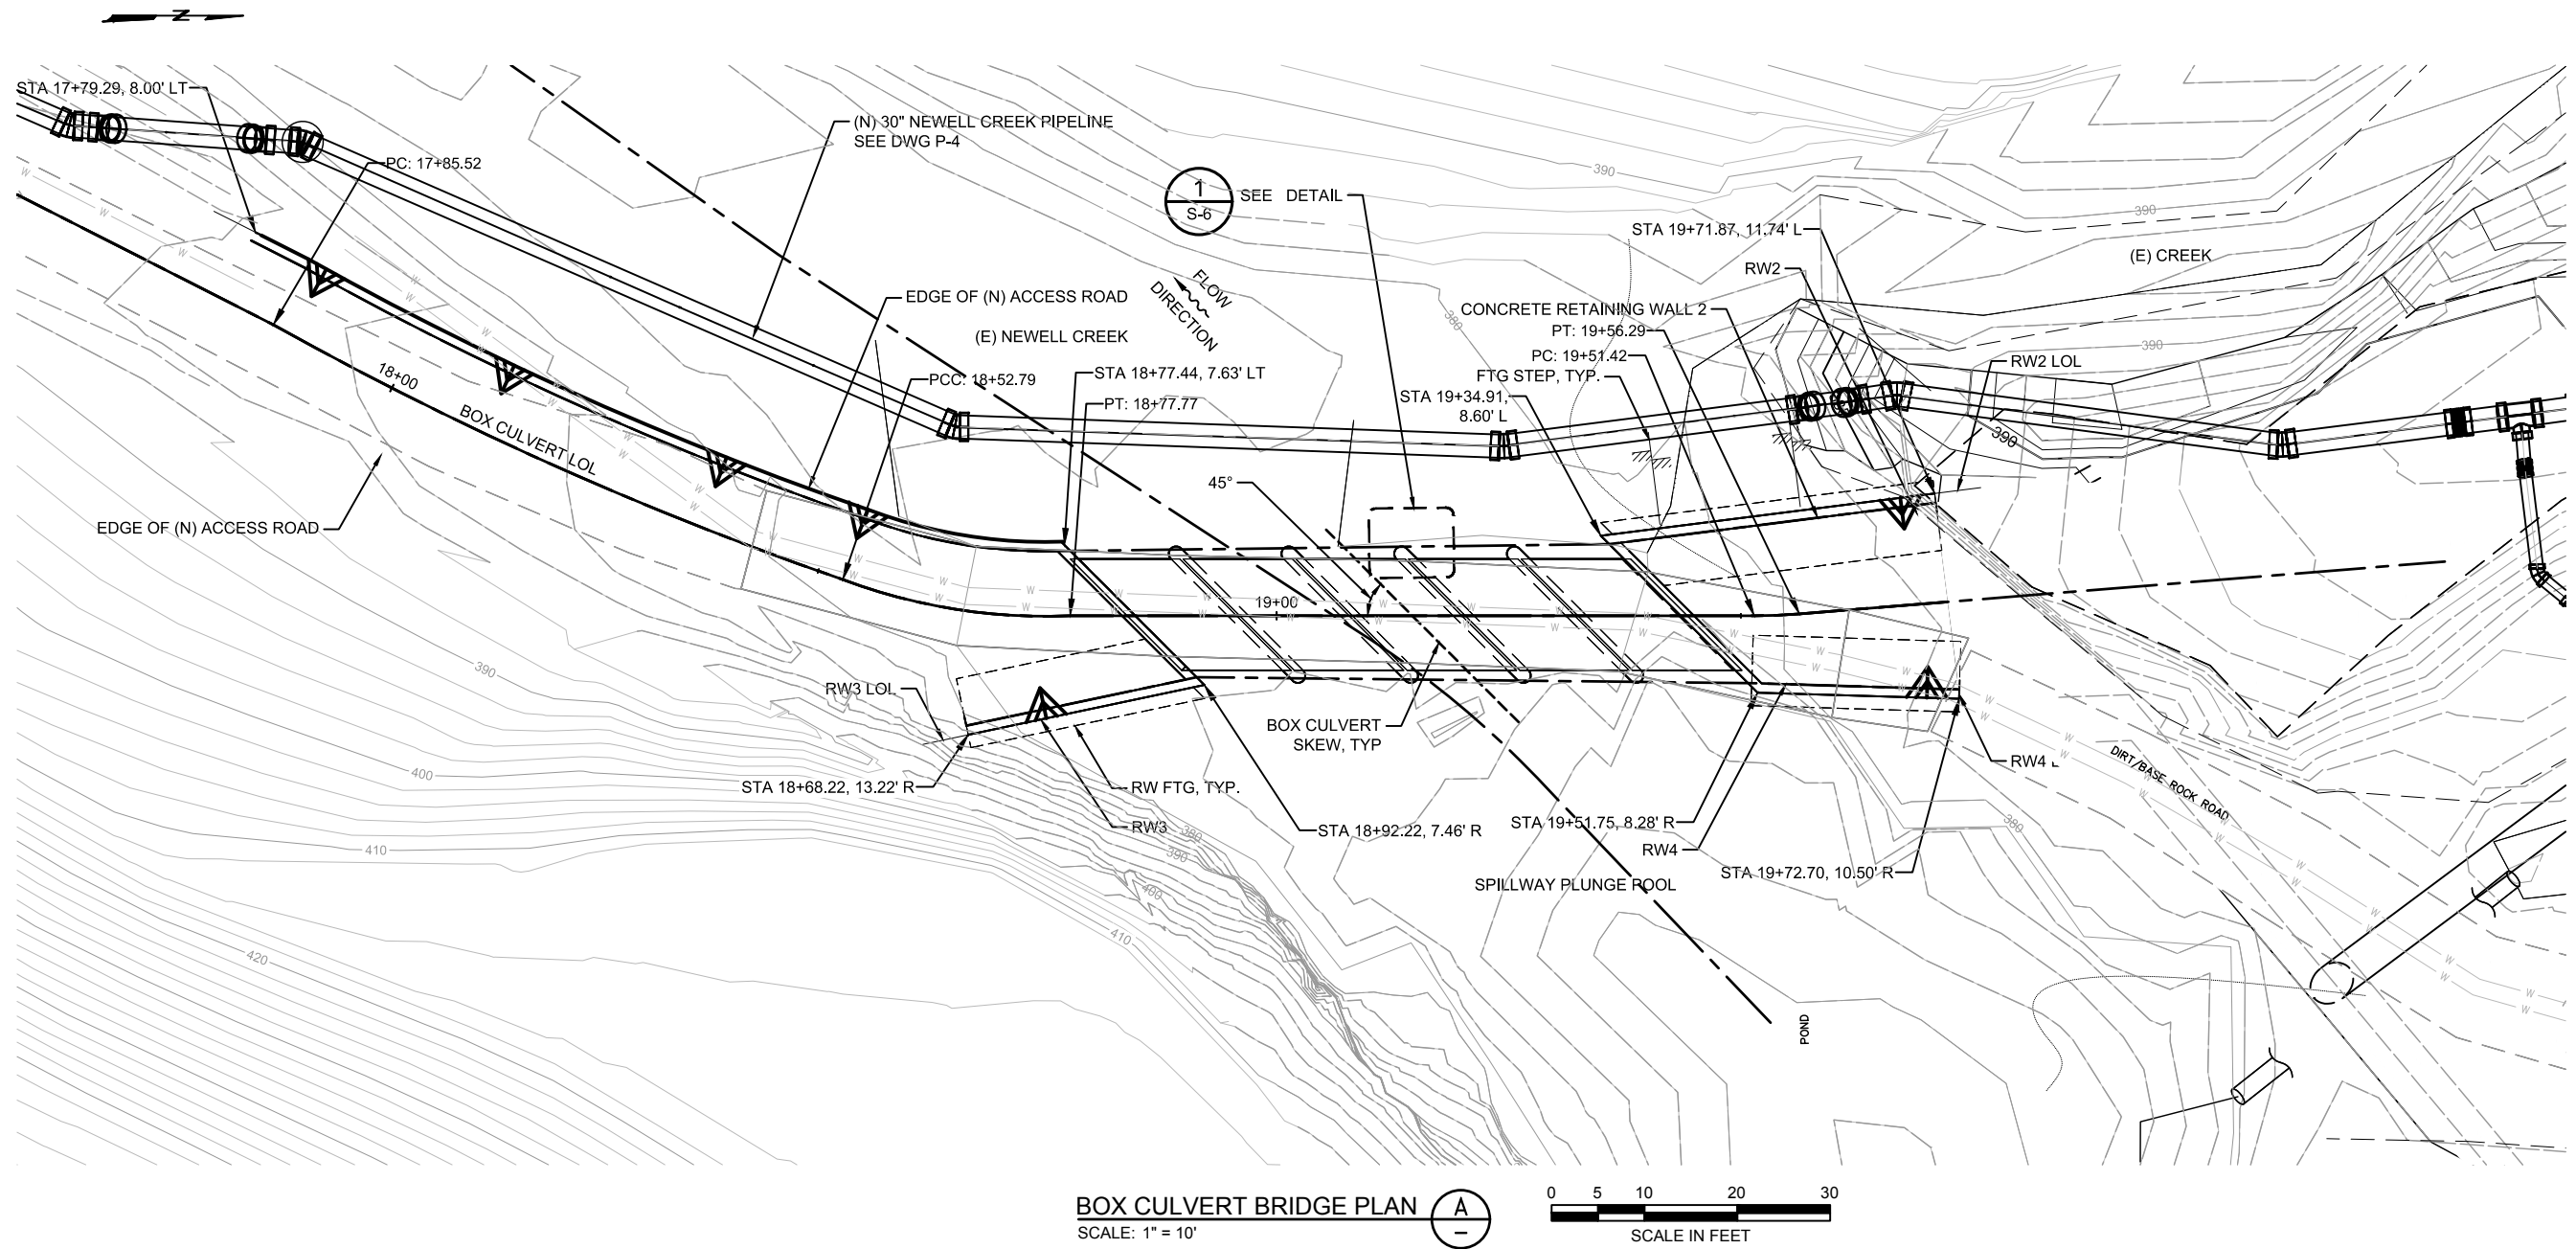 N
STA 17+79.29, 8.00' LT
PC: 17+85.52
(N) 30" NEWELL CREEK PIPELINE
SEE DWG P-4
1
S-6
SEE DETAIL
390
390
STA 19+71.87, 11.74' L
(E) CREEK
RW2
FLOW
DIRECTION
EDGE OF (N) ACCESS ROAD
(E) NEWELL CREEK
380
CONCRETE RETAINING WALL 2
PT: 19+56.29
390
PC: 19+51.42
RW2 LOL
FTG STEP, TYP.
STA 18+77.44, 7.63' LT
PCC: 18+52.79
STA 19+34.91,
8.60' L
PT: 18+77.77
18+00
BOX CULVERT LOL
390
45°
EDGE OF (N) ACCESS ROAD
19+00
390
RW3 LOL
BOX CULVERT
SKEW, TYP
RW4 L
DIRT/BASE ROCK ROAD
400
STA 18+68.22, 13.22' R
RW FTG, TYP.
RW3
380
STA 18+92.22, 7.46' R
STA 19+51.75, 8.28' R
380
RW4
410
390
STA 19+72.70, 10.50' R
400
SPILLWAY PLUNGE POOL
410
420
POND
BOX CULVERT BRIDGE PLAN
A
–
SCALE: 1" = 10'
0 5 10 20 30
SCALE IN FEET
W W W W W W W W W W W W